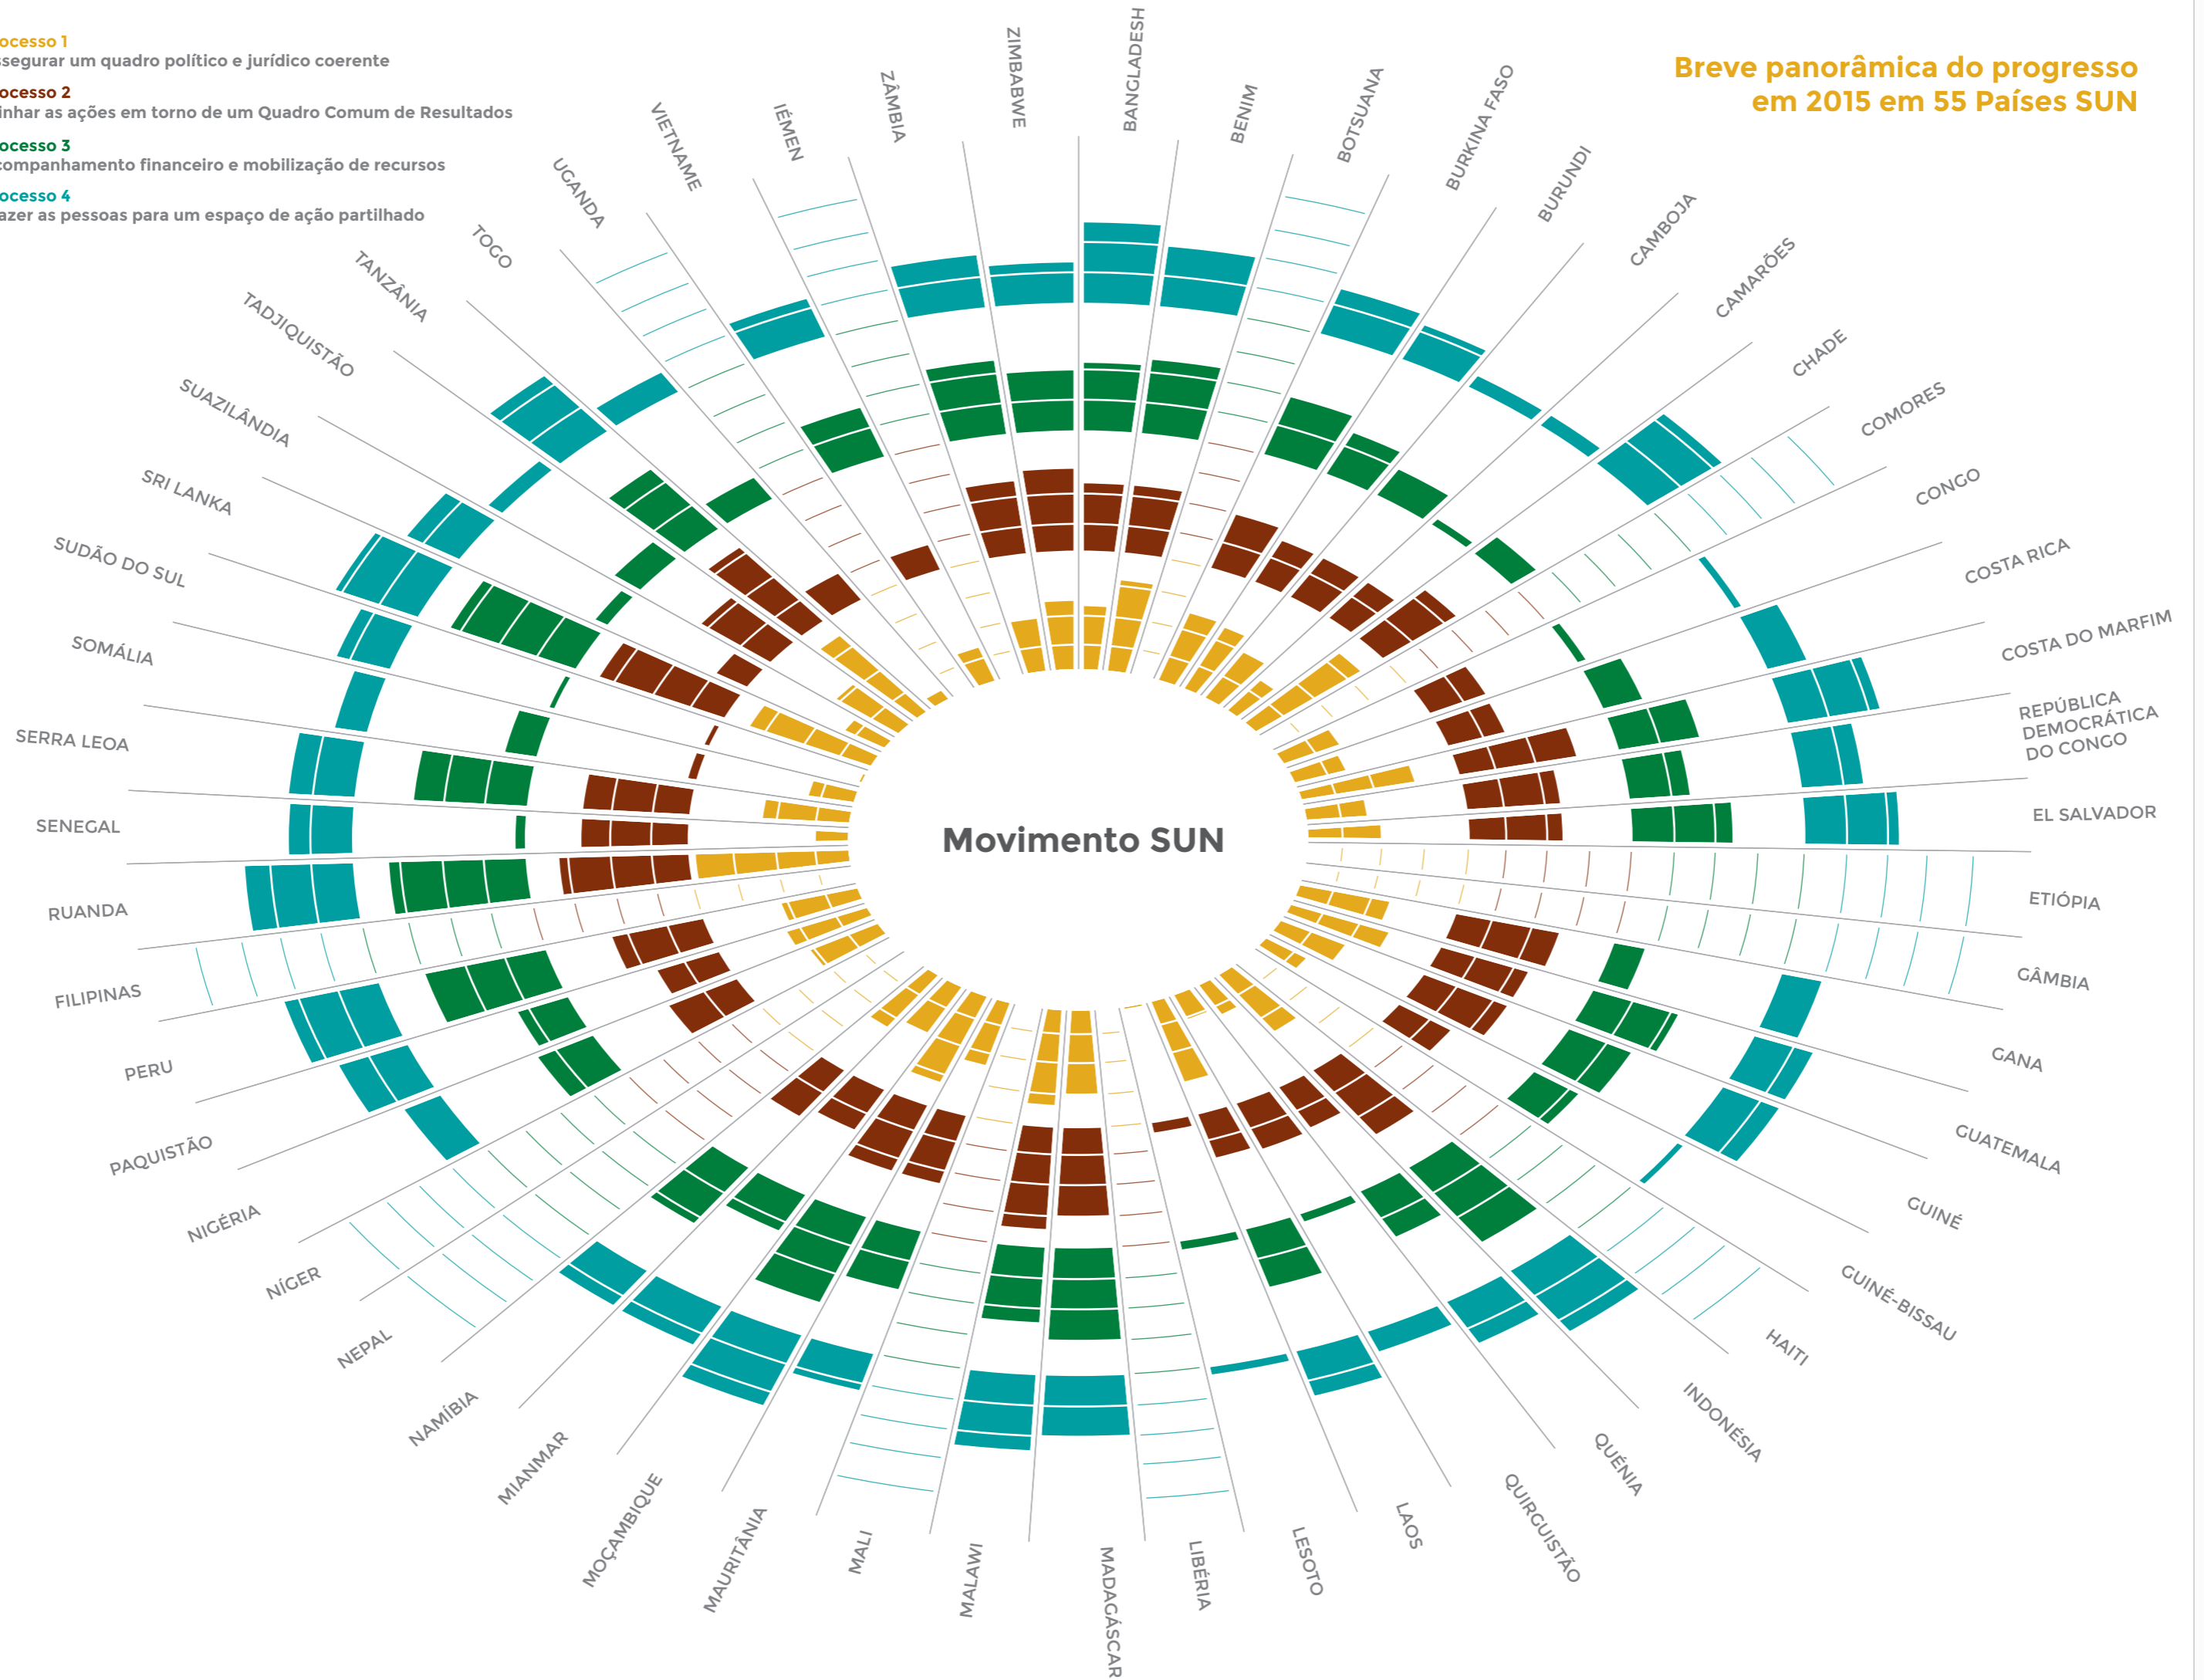 ocesso 1
ssegurar um quadro político e jurídico coerente
ocesso 2
inhar as ações em torno de um Quadro Comum de Resultados
ocesso 3
companhamento financeiro e mobilização de recursos
ocesso 4
azer as pessoas para um espaço de ação partilhado
Breve panorâmica do progresso
em 2015 em 55 Países SUN
BANGLADESH
BENIM
BOTSUANA
BURKINA FASO
BURUNDI
CAMBOJA
CAMARÕES
CHADE
COMORES
CONGO
COSTA RICA
COSTA DO MARFIM
REPÚBLICA
DEMOCRÁTICA
DO CONGO
EL SALVADOR
ETIÓPIA
GÂMBIA
GANA
GUATEMALA
GUINÉ
GUINÉ-BISSAU
HAITI
INDONÉSIA
QUÉNIA
QUIRGUISTÃO
LAOS
LESOTO
LIBÉRIA
MADAGÁSCAR
MALAWI
MALI
MAURITÂNIA
MOÇAMBIQUE
MIANMAR
NAMÍBIA
NEPAL
NÍGER
NIGÉRIA
PAQUISTÃO
PERU
FILIPINAS
RUANDA
SENEGAL
SERRA LEOA
SOMÁLIA
SUDÃO DO SUL
SRI LANKA
SUAZILÂNDIA
TADJIQUISTÃO
TANZÂNIA
TOGO
UGANDA
VIETNAME
IÉMEN
ZÂMBIA
ZIMBABWE
Movimento SUN